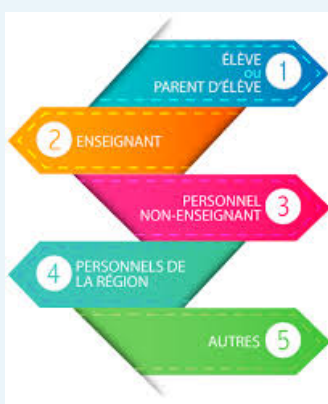 ÉLÈVE
OU
PARENT D'ÉLÈVE
1
2
ENSEIGNANT
PERSONNEL
NON-ENSEIGNANT
3
4
PERSONNELS DE
LA RÉGION
AUTRES
5